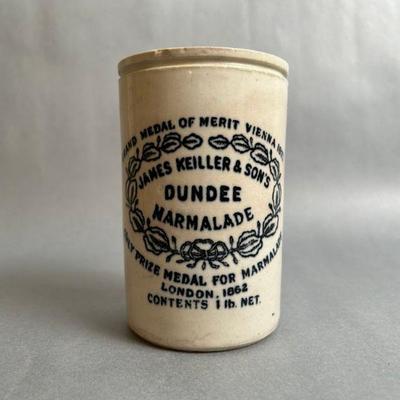 GRAND MEDAL OF MERIT VIENNA
JAMES KEILLER & SON'S
DUNDEE
MARMALADE
ONLY PRIZE MEDAL FOR MARMALADE
LONDON, 1862
CONTENTS 1 lb. NET.